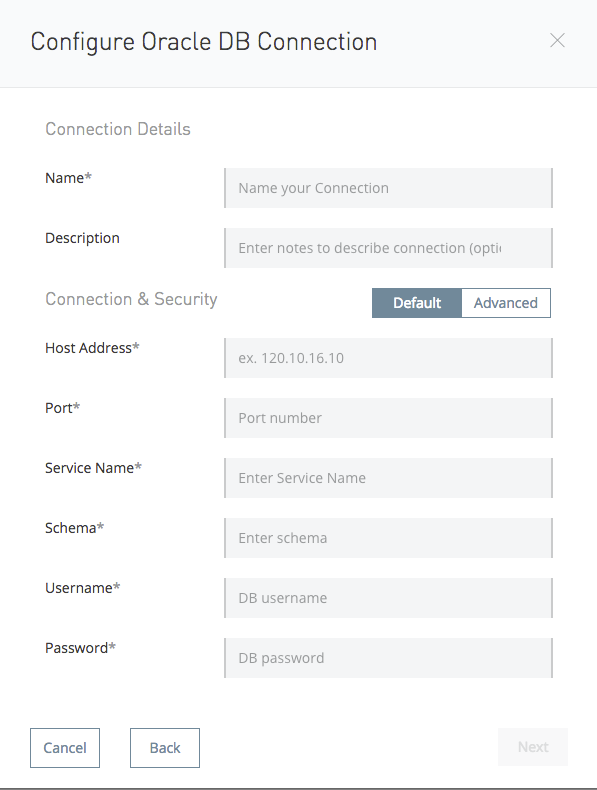 Configure Oracle DB Connection
Connection Details
Name*
Name your Connection
Description
Enter notes to describe connection (opti
Connection & Security
Default Advanced
Host Address*
ex. 120.10.16.10
Port*
Port number
Service Name*
Enter Service Name
Schema*
Enter schema
Username*
DB username
Password*
DB password
Cancel Back Next